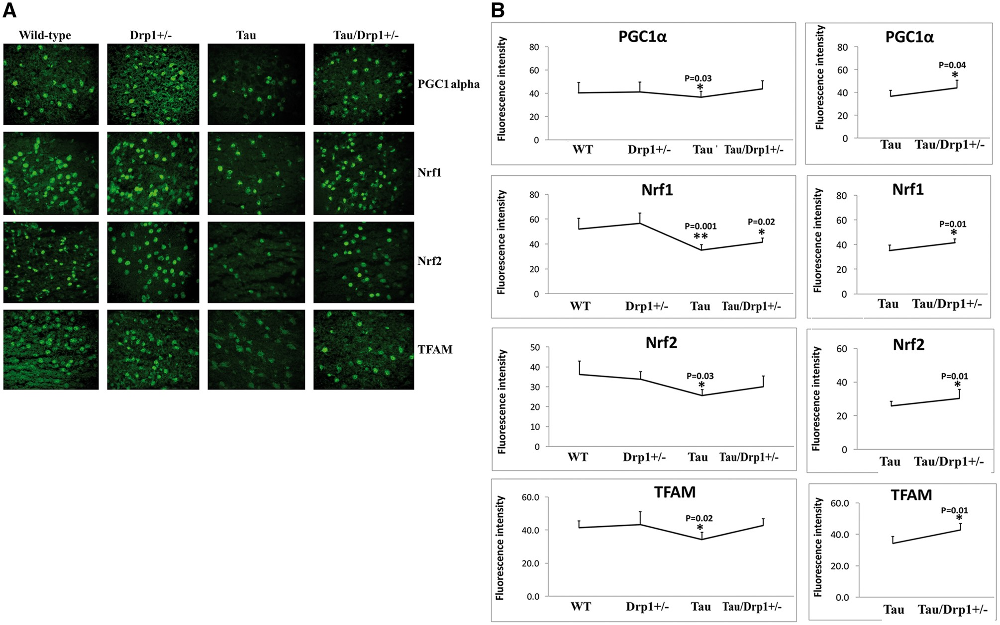 A
Wild-type Drp1+/- Tau Tau/Drp1+/-
PGC1 alpha
Nrf1
Nrf2
TFAM
B
PGC1α
Fluorescence intensity
80
60
40
20
0
P=0.03
*
WT Drp1+/- Tau ' Tau/Drp1+/-
PGC1α
Fluorescence intensity
80
60
40
20
0
P=0.04
*
Tau Tau/Drp1+/-
Nrf1
Fluorescence intensity
80
60
40
20
0
P=0.001
**
P=0.02
*
WT Drp1+/- Tau Tau/Drp1+/-
Nrf1
Fluorescence intensity
80
60
40
20
0
P=0.01
*
Tau Tau/Drp1+/-
Nrf2
Fluorescence intensity
50
40
30
20
10
0
P=0.03
*
WT Drp1+/- Tau Tau/Drp1+/-
Nrf2
Fluorescence intensity
60
40
20
0
P=0.01
*
Tau Tau/Drp1+/-
TFAM
Fluorescence intensity
60.0
40.0
20.0
0.0
P=0.02
*
WT Drp1+/- Tau Tau/Drp1+/-
TFAM
Fluorescence intensity
60.0
40.0
20.0
0.0
P=0.01
*
Tau Tau/Drp1+/-